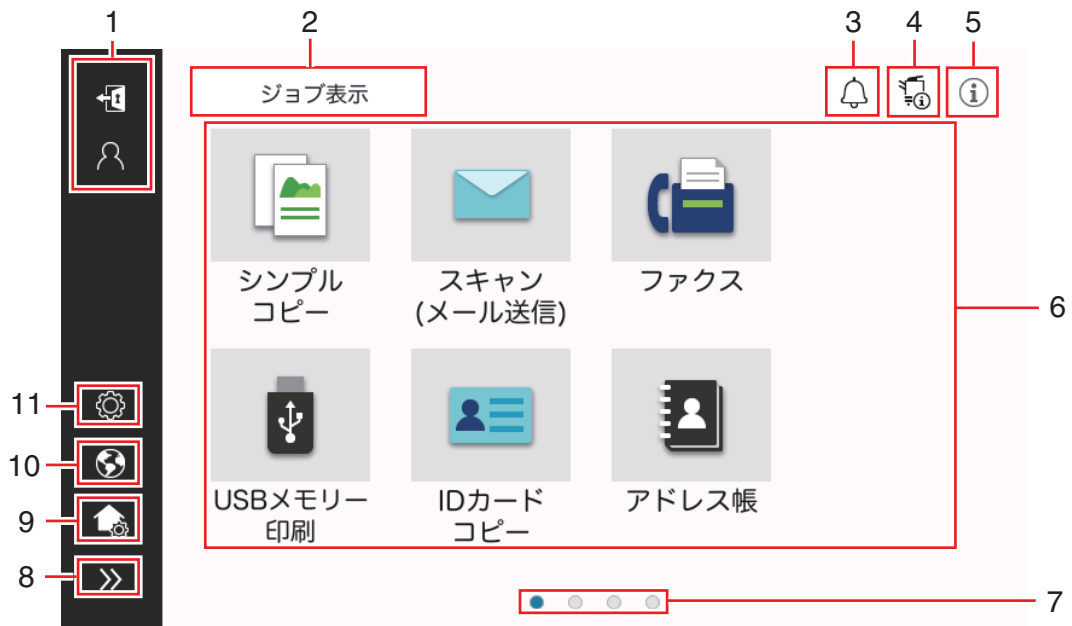 1
2
3
4
5
ジョブ表示
シンプル
コピー
スキャン
(メール送信)
ファクス
6
11
10
USBメモリー
印刷
IDカード
コピー
アドレス帳
9
8
7